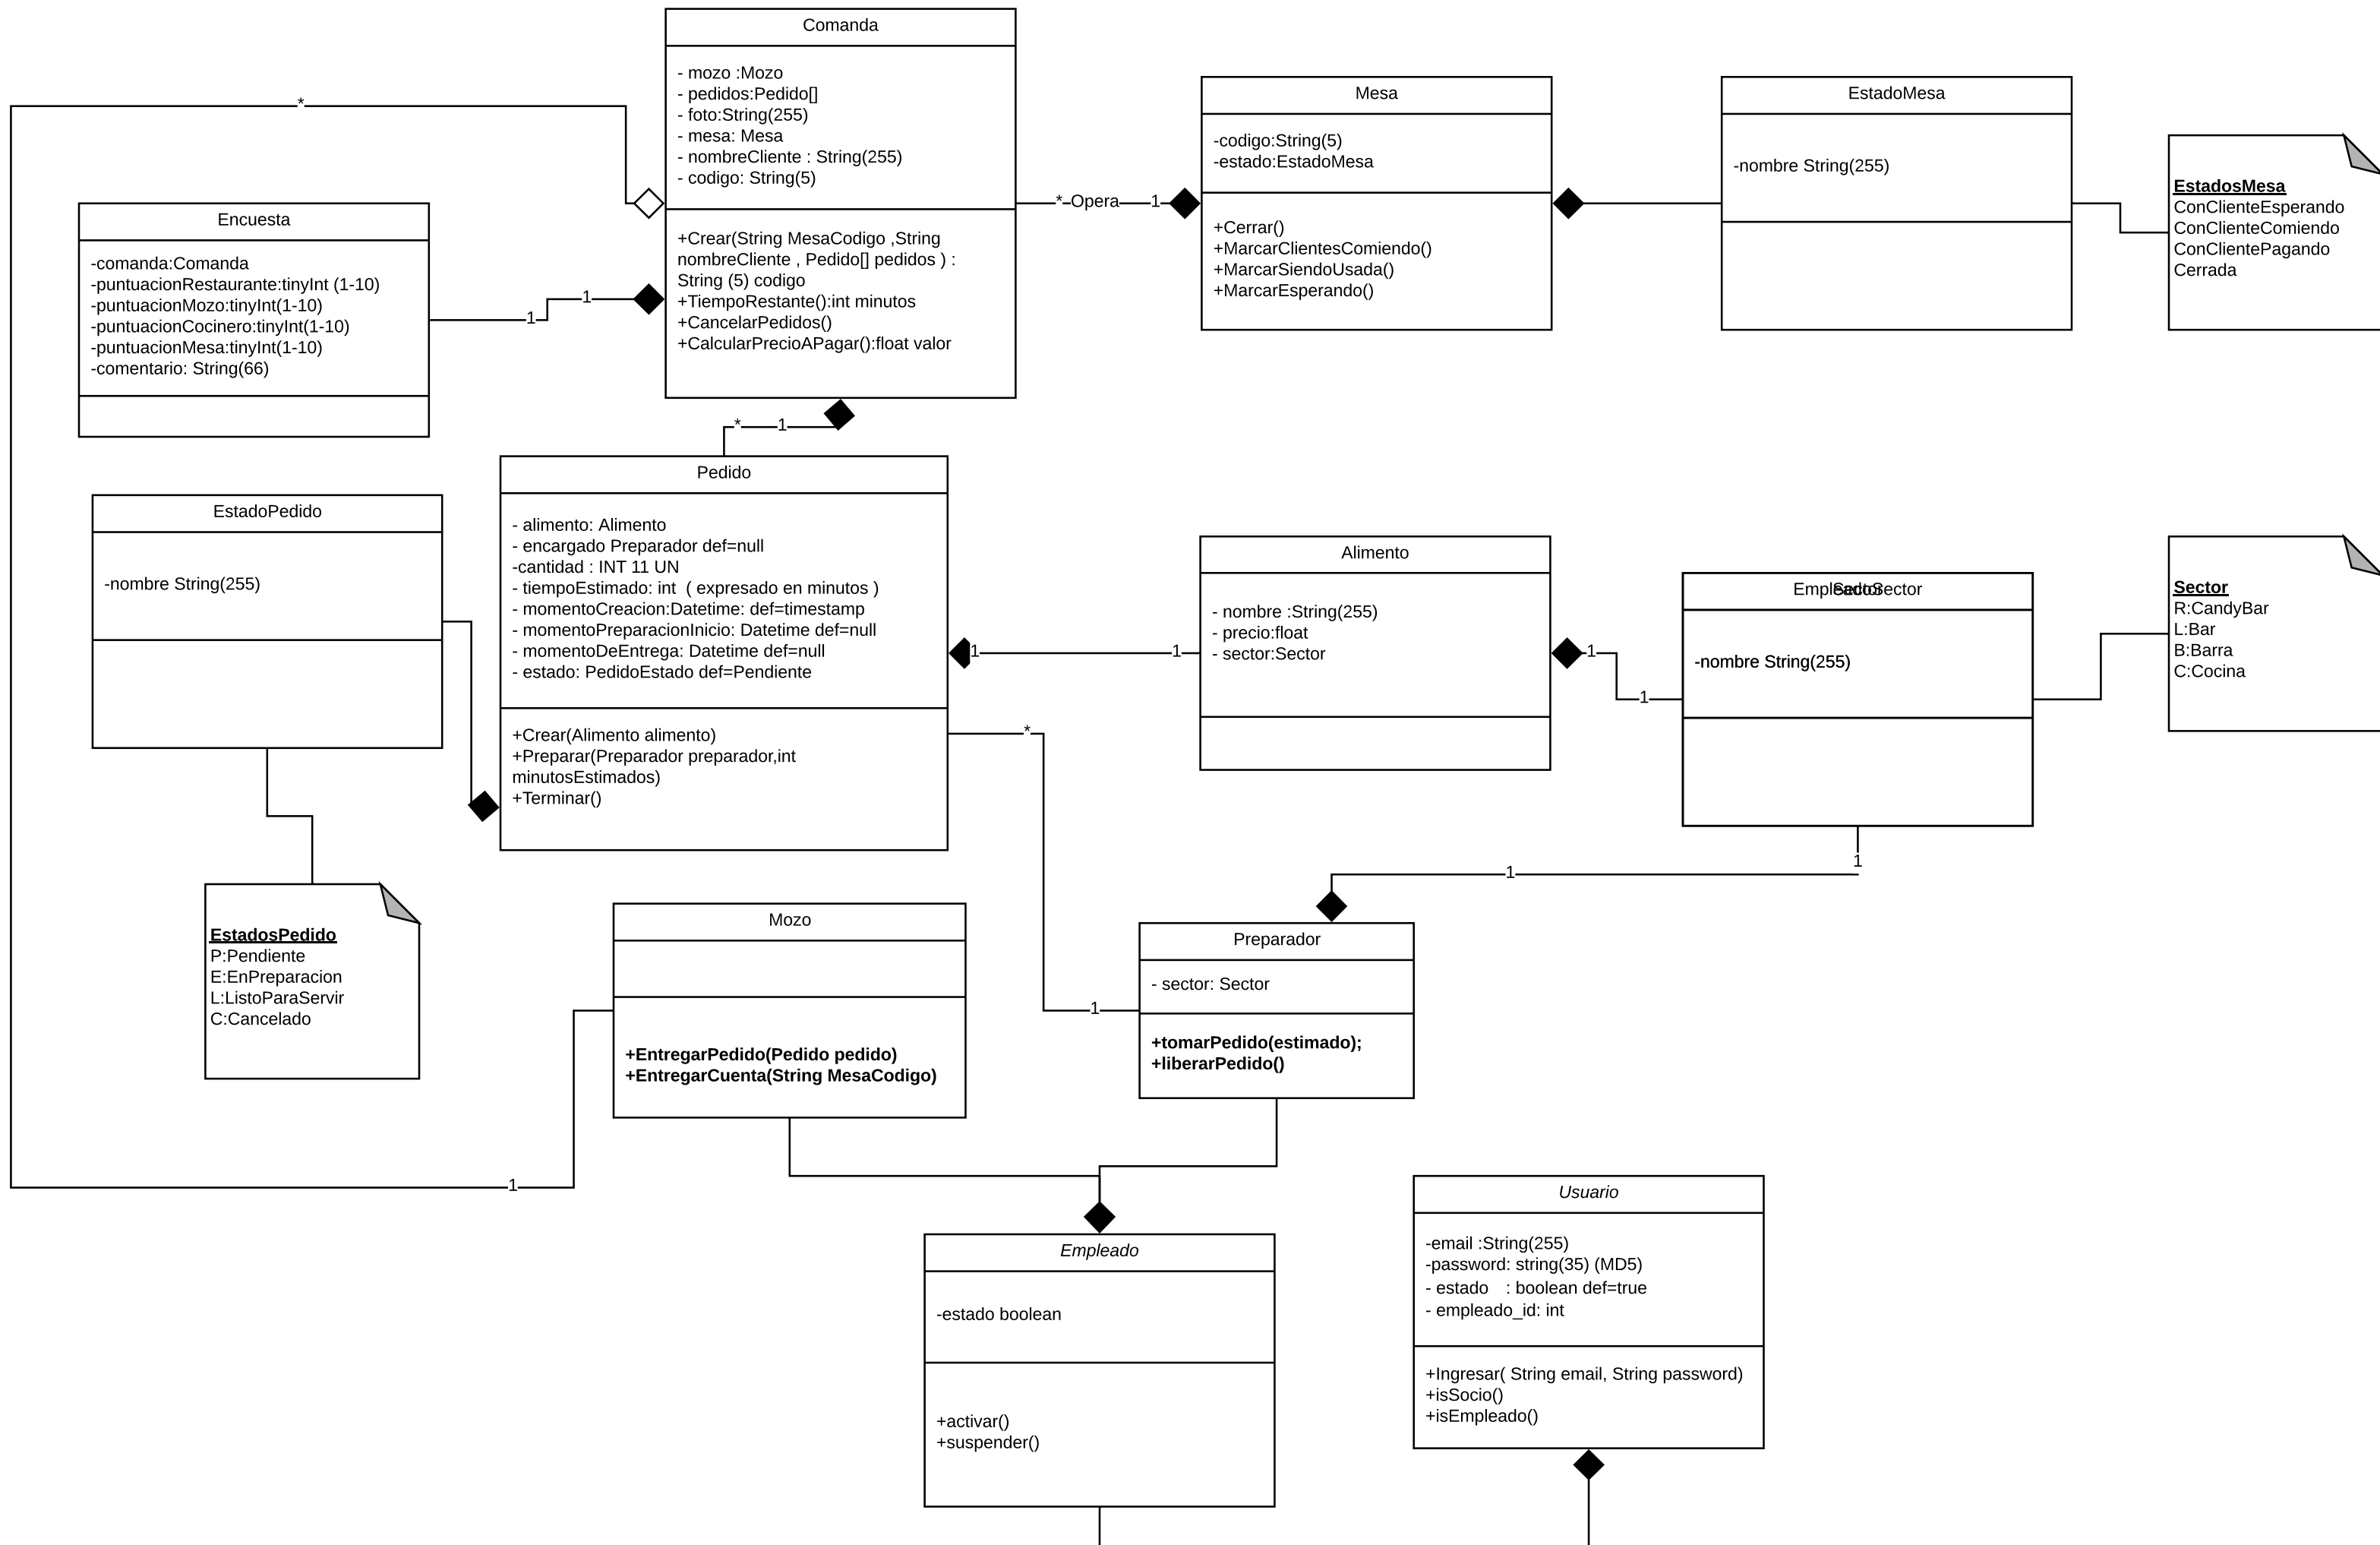 Comanda
- mozo :Mozo
- pedidos:Pedido[]
- foto:String(255)
- mesa: Mesa
- nombreCliente : String(255)
- codigo: String(5)
+Crear(String MesaCodigo ,String
nombreCliente , Pedido[] pedidos ) :
String (5) codigo
+TiempoRestante():int minutos
+CancelarPedidos()
+CalcularPrecioAPagar():float valor
*
* Opera 1
Mesa
-codigo:String(5)
-estado:EstadoMesa
+Cerrar()
+MarcarClientesComiendo()
+MarcarSiendoUsada()
+MarcarEsperando()
EstadoMesa
-nombre String(255)
EstadosMesa
ConClienteEsperando
ConClienteComiendo
ConClientePagando
Cerrada
Encuesta
-comanda:Comanda
-puntuacionRestaurante:tinyInt (1-10)
-puntuacionMozo:tinyInt(1-10)
-puntuacionCocinero:tinyInt(1-10)
-puntuacionMesa:tinyInt(1-10)
-comentario: String(66)
1
1
* 1
EstadoPedido
-nombre String(255)
Pedido
- alimento: Alimento
- encargado Preparador def=null
-cantidad : INT 11 UN
- tiempoEstimado: int ( expresado en minutos )
- momentoCreacion:Datetime: def=timestamp
- momentoPreparacionInicio: Datetime def=null
- momentoDeEntrega: Datetime def=null
- estado: PedidoEstado def=Pendiente
+Crear(Alimento alimento)
+Preparar(Preparador preparador,int
minutosEstimados)
+Terminar()
1
1
*
Alimento
- nombre :String(255)
- precio:float
- sector:Sector
1
1
EmpleadoSector
Sector
-nombre String(255)
Sector
R:CandyBar
L:Bar
B:Barra
C:Cocina
1
1
EstadosPedido
P:Pendiente
E:EnPreparacion
L:ListoParaServir
C:Cancelado
Mozo
+EntregarPedido(Pedido pedido)
+EntregarCuenta(String MesaCodigo)
1
1
Preparador
- sector: Sector
+tomarPedido(estimado);
+liberarPedido()
Empleado
-estado boolean
+activar()
+suspender()
Usuario
-email :String(255)
-password: string(35) (MD5)
- estado : boolean def=true
- empleado_id: int
+Ingresar( String email, String password)
+isSocio()
+isEmpleado()